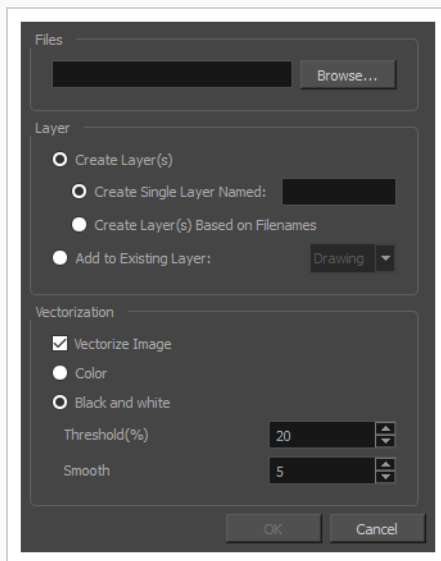 Files
Browse...
Layer
Create Layer(s)
Create Single Layer Named:
Create Layer(s) Based on Filenames
Add to Existing Layer: Drawing
Vectorization
Vectorize Image
Color
Black and white
Threshold(%) 20
Smooth 5
OK Cancel